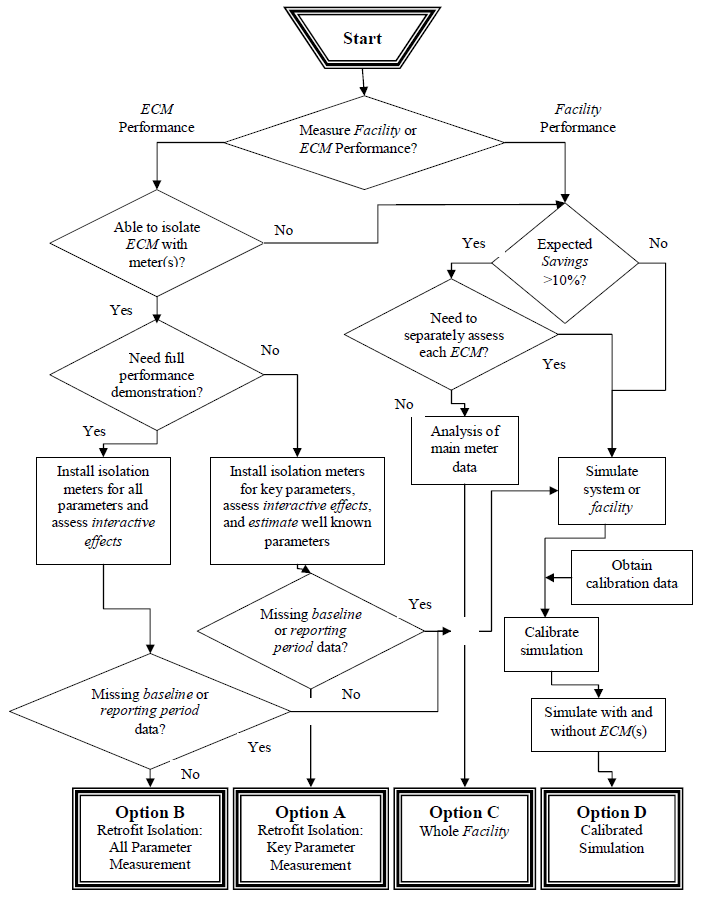 Start
ECM
Performance
Facility
Performance
Measure Facility or
ECM Performance?
Able to isolate
ECM with
meter(s)?
No
Yes
Expected
Savings
>10%?
No
Yes
Need to
separately assess
each ECM?
Yes
Need full
performance
demonstration?
No
No
Yes
Analysis of
main meter
data
Install isolation
meters for all
parameters and
assess interactive
effects
Install isolation meters
for key parameters,
assess interactive effects,
and estimate well known
parameters
Simulate
system or
facility
Obtain
calibration data
Missing baseline
or reporting
period data?
Yes
Calibrate
simulation
No
Missing baseline or
reporting period
data?
Yes
Simulate with and
without ECM(s)
No
Option B
Retrofit Isolation:
All Parameter
Measurement
Option A
Retrofit Isolation:
Key Parameter
Measurement
Option C
Whole Facility
Option D
Calibrated
Simulation